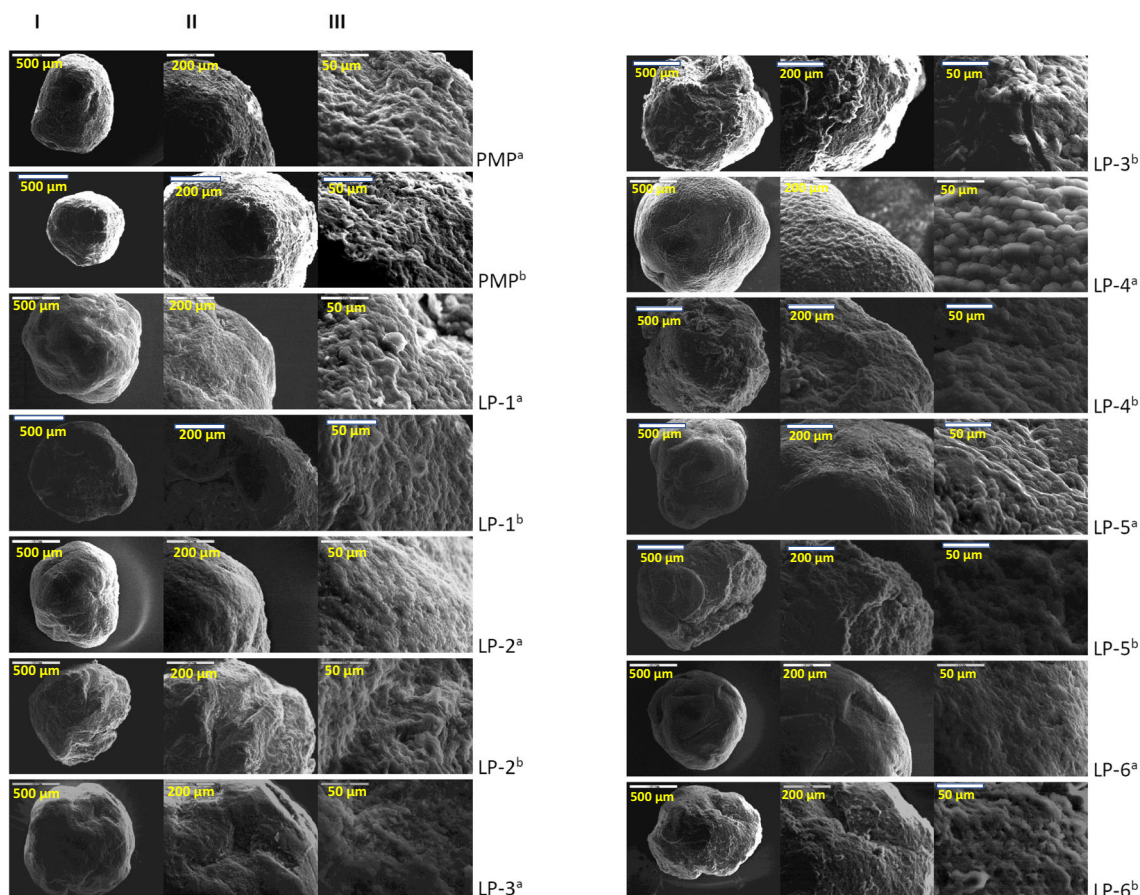 I II III
500 µm 200 µm 50 µm
PMPᵃ
500 µm 200 µm 50 µm
PMPᵇ
500 µm 200 µm 50 µm
LP-1ᵃ
500 µm 200 µm 50 µm
LP-1ᵇ
500 µm 200 µm 50 µm
LP-2ᵃ
500 µm 200 µm 50 µm
LP-2ᵇ
500 µm 200 µm 50 µm
LP-3ᵃ
500 µm 200 µm 50 µm
LP-3ᵇ
500 µm 200 µm 50 µm
LP-4ᵃ
500 µm 200 µm 50 µm
LP-4ᵇ
500 µm 200 µm 50 µm
LP-5ᵃ
500 µm 200 µm 50 µm
LP-5ᵇ
500 µm 200 µm 50 µm
LP-6ᵃ
500 µm 200 µm 50 µm
LP-6ᵇ